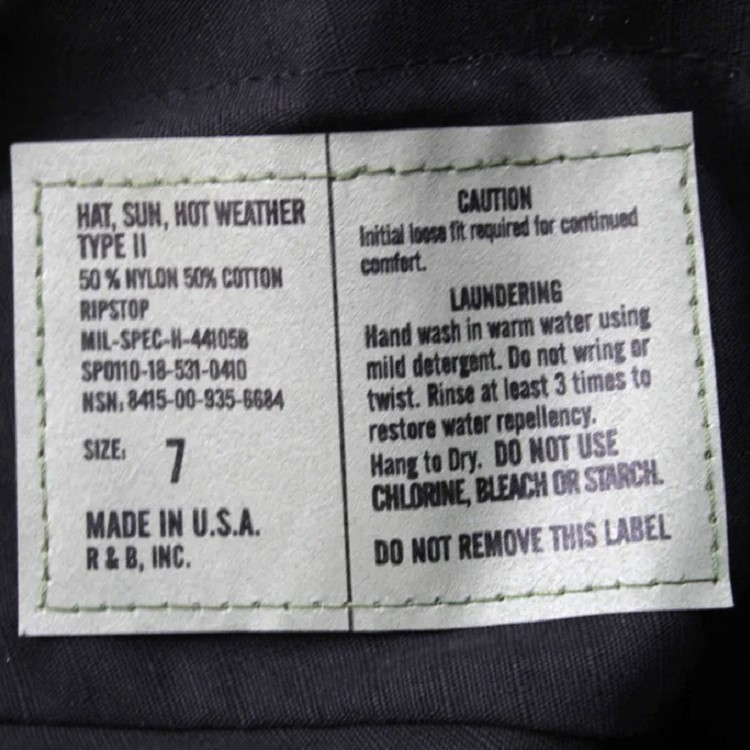 HAT, SUN, HOT WEATHER
TYPE II
50 % NYLON 50% COTTON
RIPSTOP
MIL-SPEC-H-44105B
SP0110-18-531-0410
NSN: 8415-00-935-6684
SIZE: 7
MADE IN U.S.A.
R & B, INC.
CAUTION
Initial loose fit required for continued
comfort.
LAUNDERING
Hand wash in warm water using
mild detergent. Do not wring or
twist. Rinse at least 3 times to
restore water repellency.
Hang to Dry. DO NOT USE
CHLORINE, BLEACH OR STARCH.
DO NOT REMOVE THIS LABEL